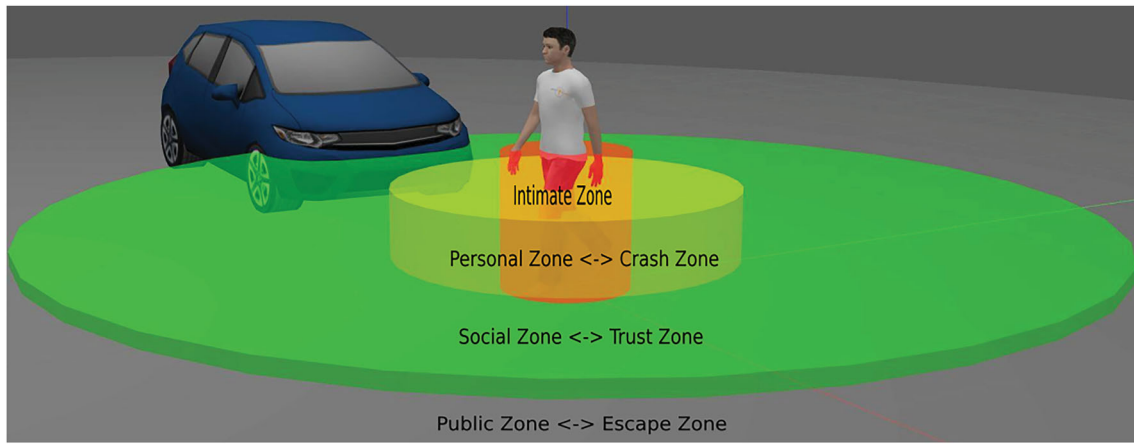 Intimate Zone
Personal Zone <-> Crash Zone
Social Zone <-> Trust Zone
Public Zone <-> Escape Zone